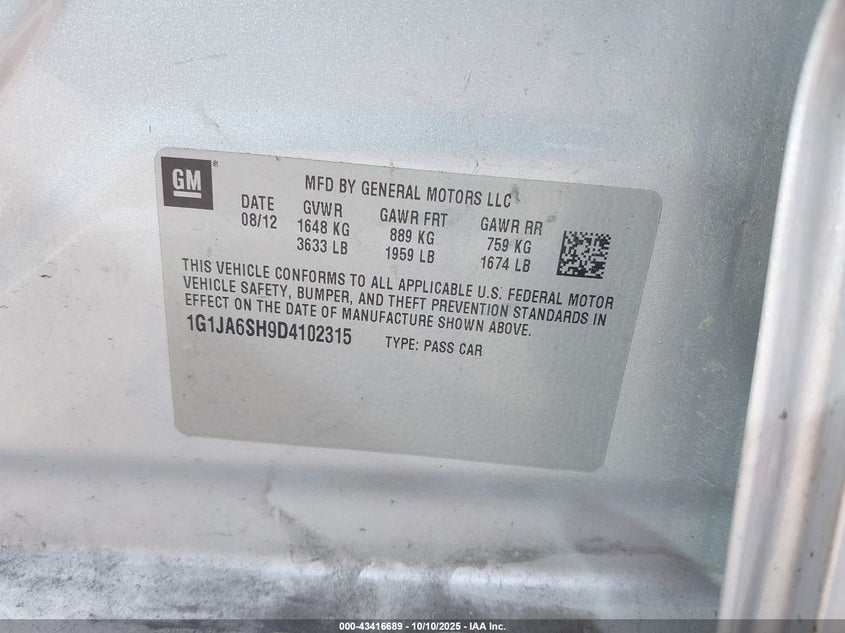 GM
MFD BY GENERAL MOTORS LLC
DATE GVWR GAWR FRT GAWR RR
08/12 1648 KG 889 KG 759 KG
3633 LB 1959 LB 1674 LB
THIS VEHICLE CONFORMS TO ALL APPLICABLE U.S. FEDERAL MOTOR
VEHICLE SAFETY, BUMPER, AND THEFT PREVENTION STANDARDS IN
EFFECT ON THE DATE OF MANUFACTURE SHOWN ABOVE.
1G1JA6SH9D4102315 TYPE: PASS CAR
000-43416689 - 10/10/2025 - IAA Inc.